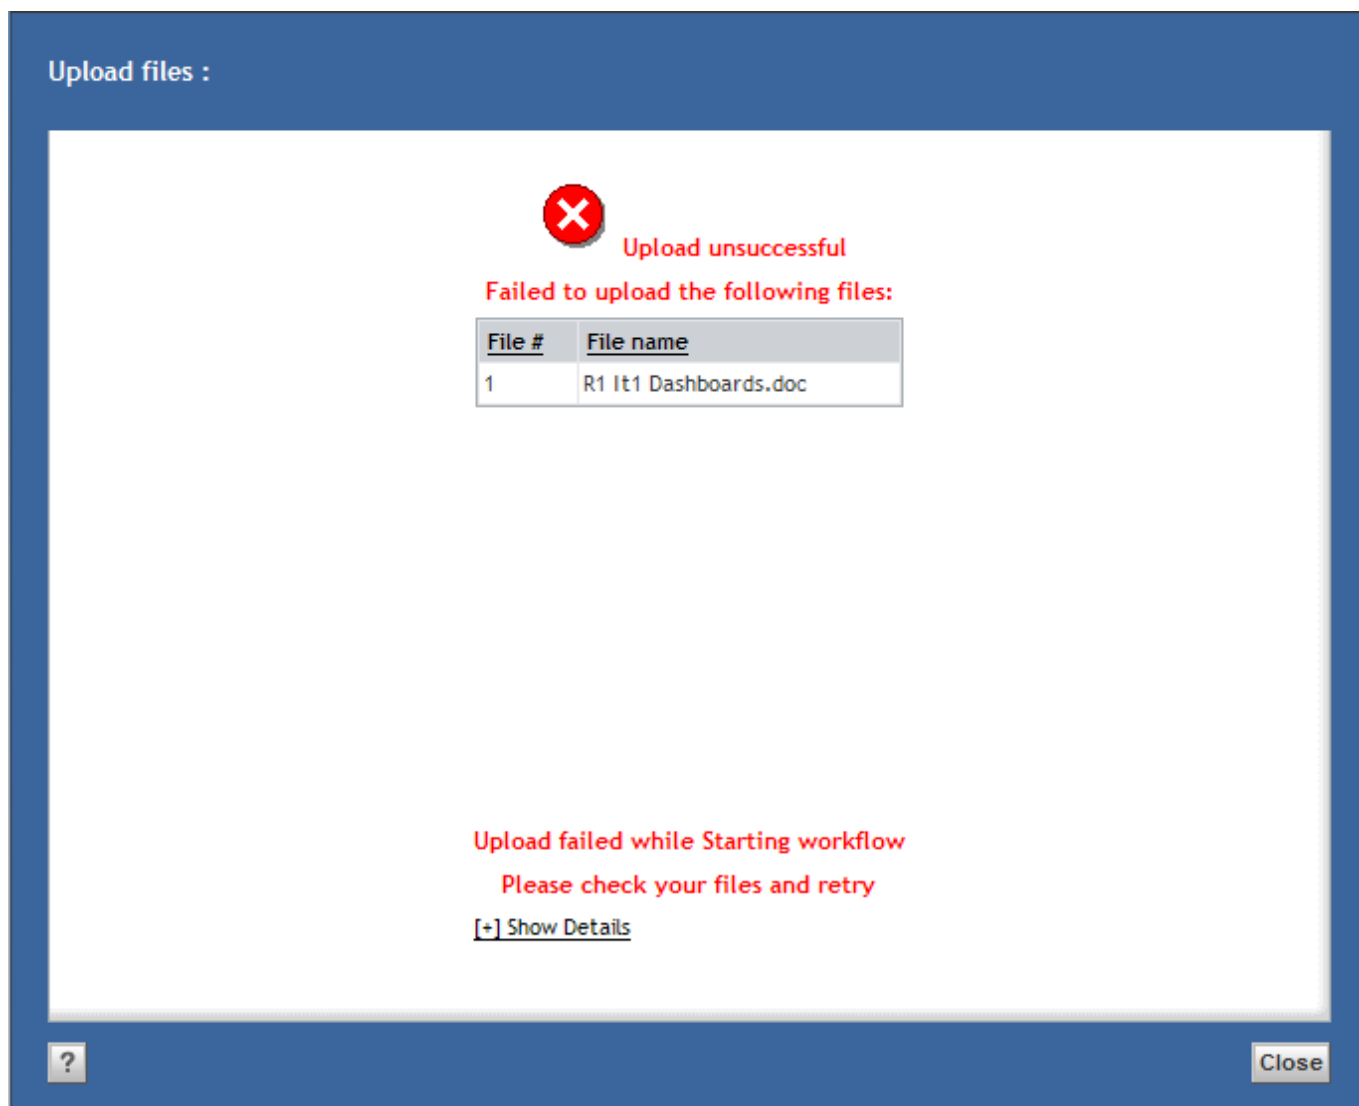 Upload files :
Upload unsuccessful
Failed to upload the following files:
File # File name
1 R1 It1 Dashboards.doc
Upload failed while Starting workflow
Please check your files and retry
[+] Show Details
? Close